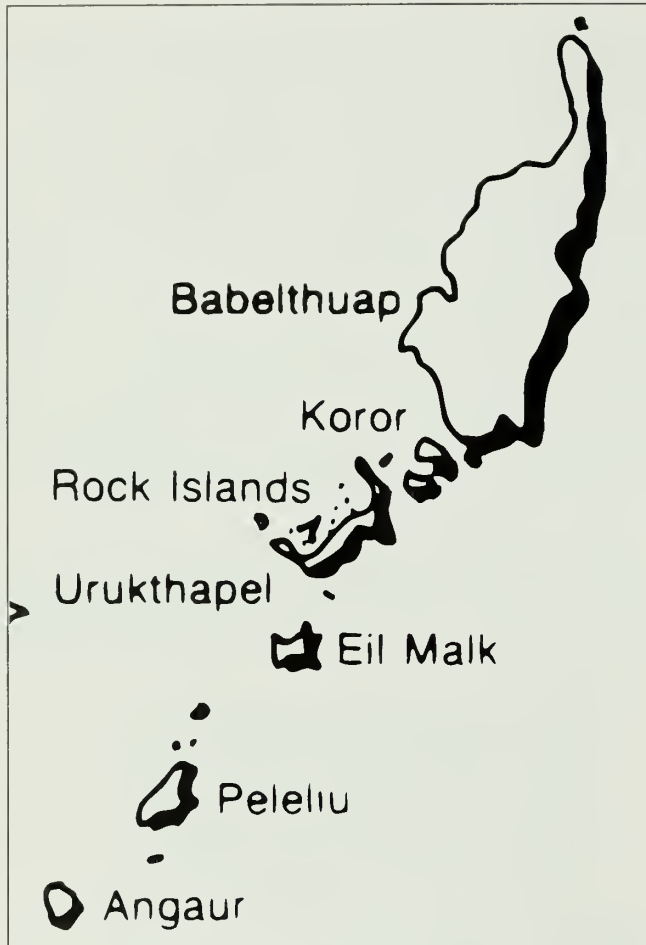 Babelthuap
Koror
Rock Islands
Urukthapel
Eil Malk
Peleliu
Angaur